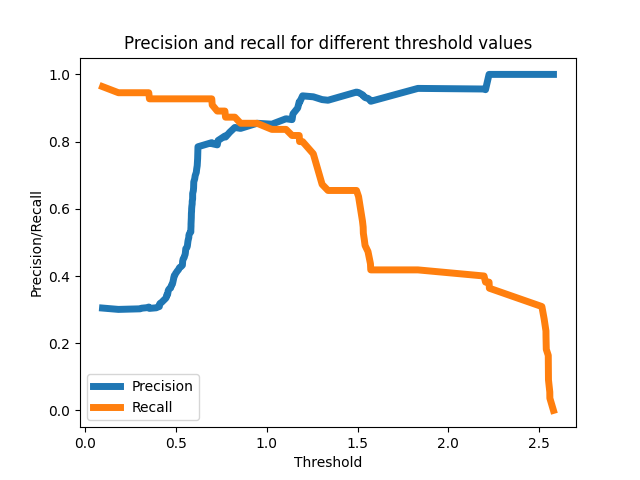 Precision and recall for different threshold values
1.0
0.8
0.6
0.4
0.2
0.0
Precision/Recall
Precision
Recall
0.0 0.5 1.0 1.5 2.0 2.5
Threshold